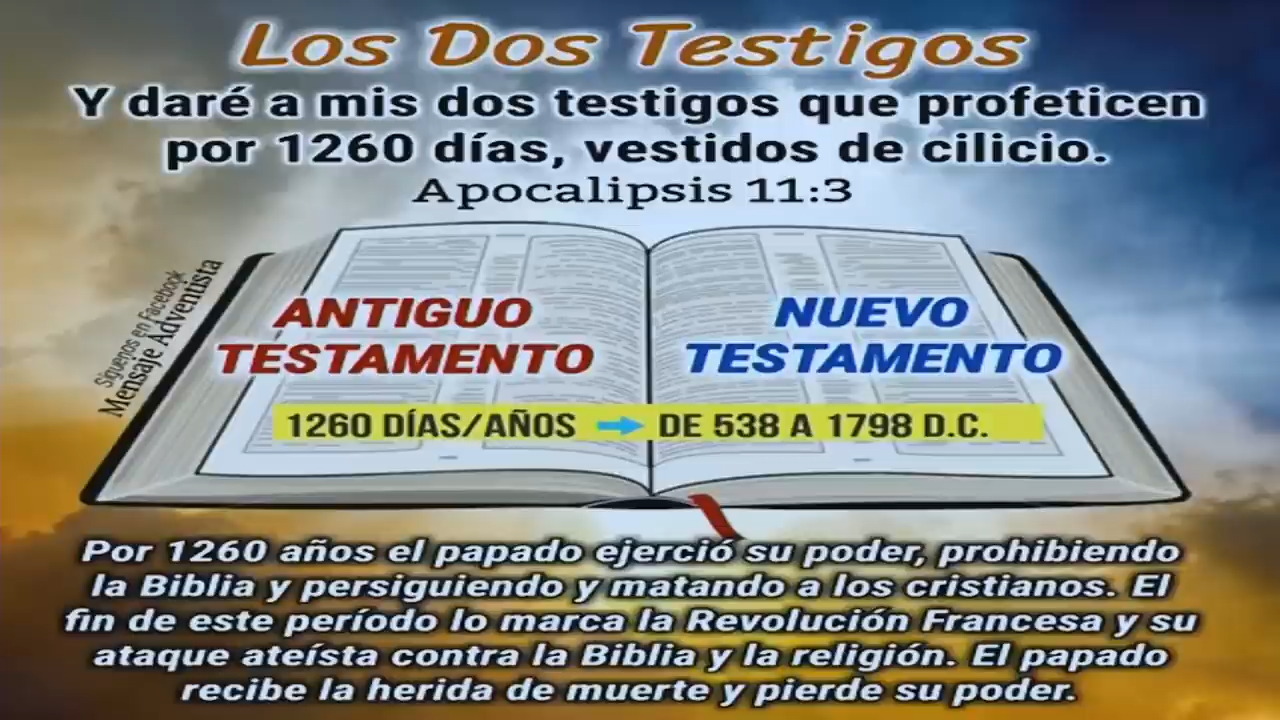 Los Dos Testigos
Y daré a mis dos testigos que profeticen
por 1260 días, vestidos de cilicio.
Apocalipsis 11:3
Síguenos en Facebook
Mensaje Adventista
ANTIGUO
TESTAMENTO
NUEVO
TESTAMENTO
1260 DÍAS/AÑOS → DE 538 A 1798 D.C.
Por 1260 años el papado ejerció su poder, prohibiendo
la Biblia y persiguiendo y matando a los cristianos. El
fin de este período lo marca la Revolución Francesa y su
ataque ateísta contra la Biblia y la religión. El papado
recibe la herida de muerte y pierde su poder.